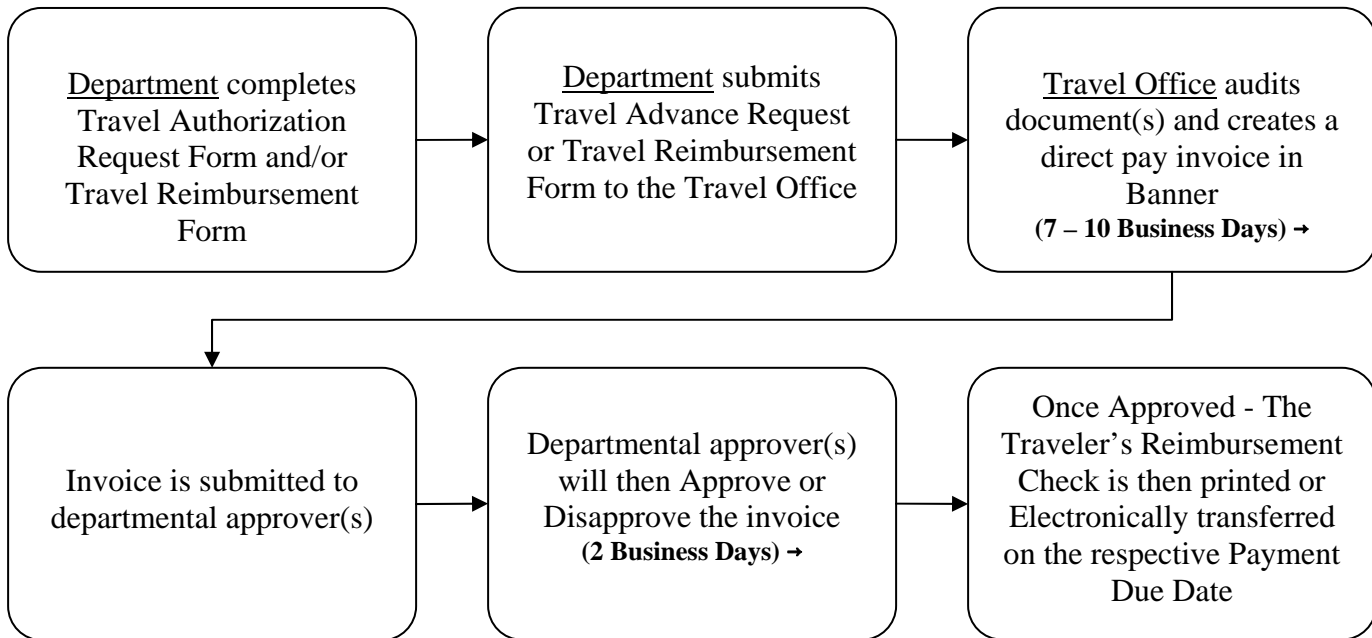 Department completes
Travel Authorization
Request Form and/or
Travel Reimbursement
Form
Department submits
Travel Advance Request
or Travel Reimbursement
Form to the Travel Office
Travel Office audits
document(s) and creates a
direct pay invoice in
Banner
(7 – 10 Business Days) →
Invoice is submitted to
departmental approver(s)
Departmental approver(s)
will then Approve or
Disapprove the invoice
(2 Business Days) →
Once Approved - The
Traveler’s Reimbursement
Check is then printed or
Electronically transferred
on the respective Payment
Due Date